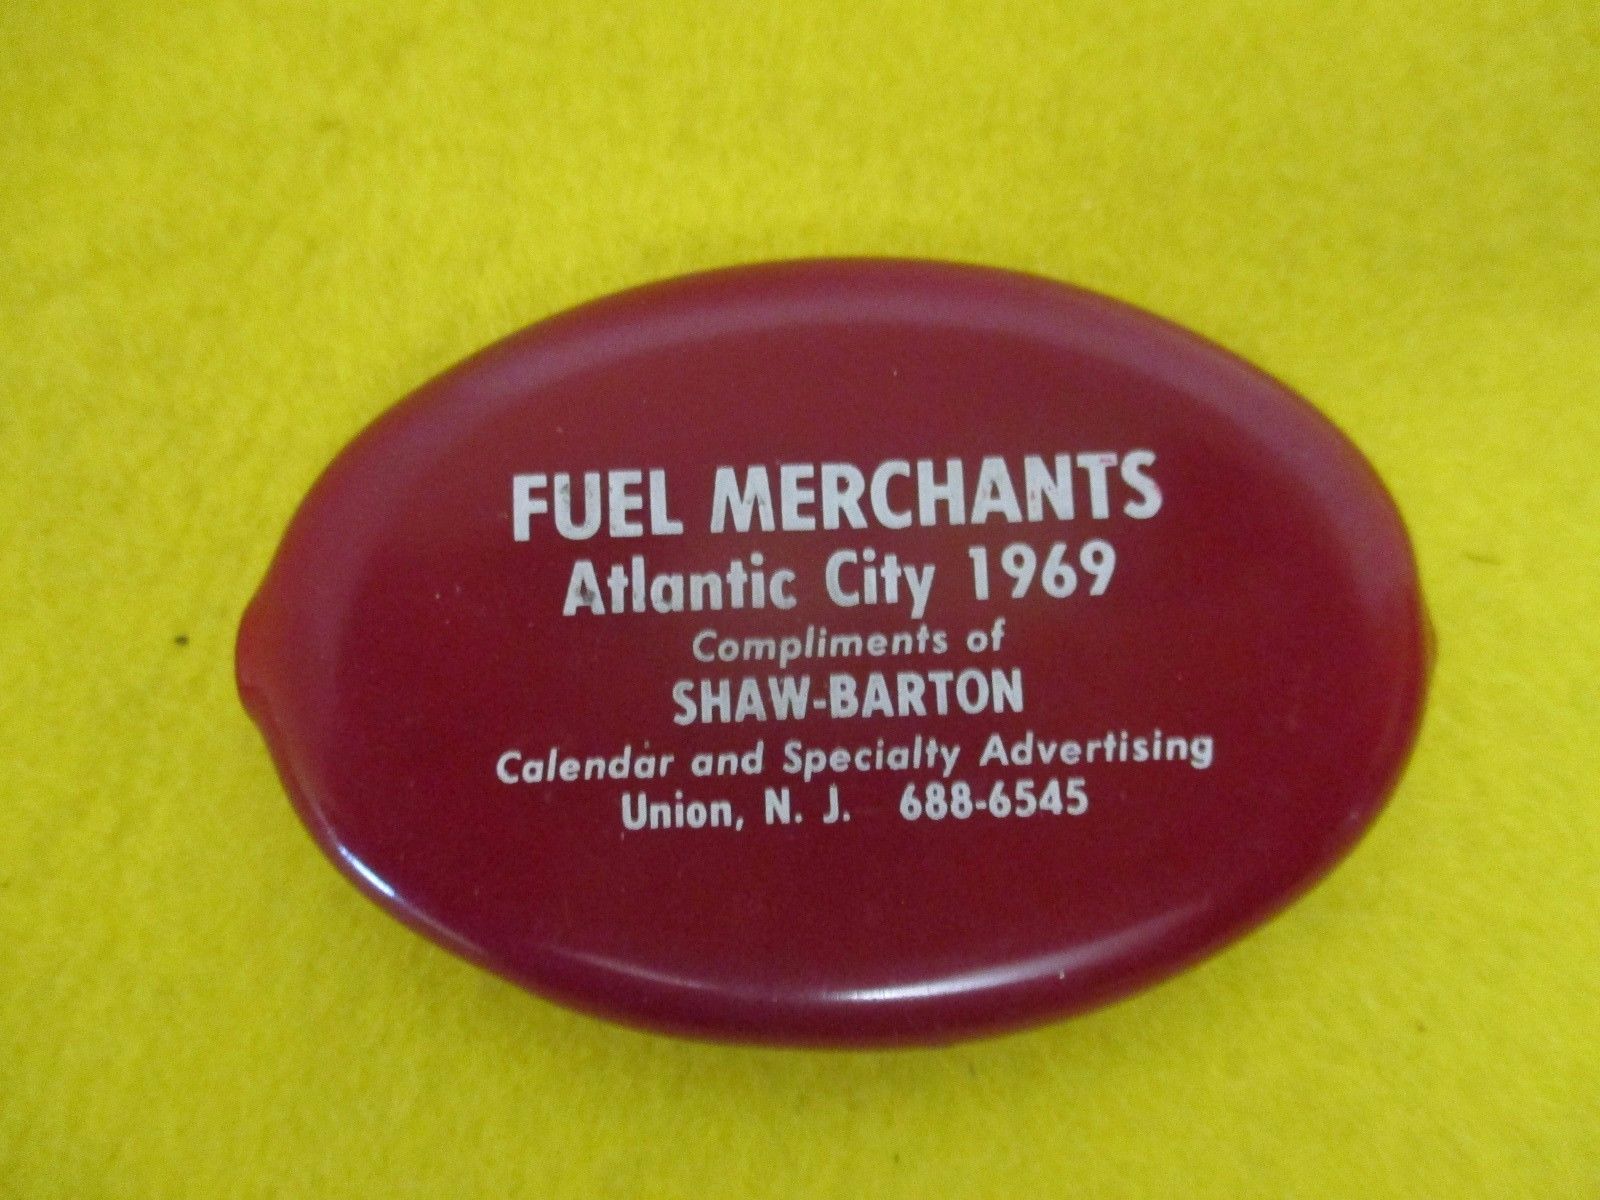 FUEL MERCHANTS
Atlantic City 1969
Compliments of
SHAW-BARTON
Calendar and Specialty Advertising
Union, N. J. 688-6545